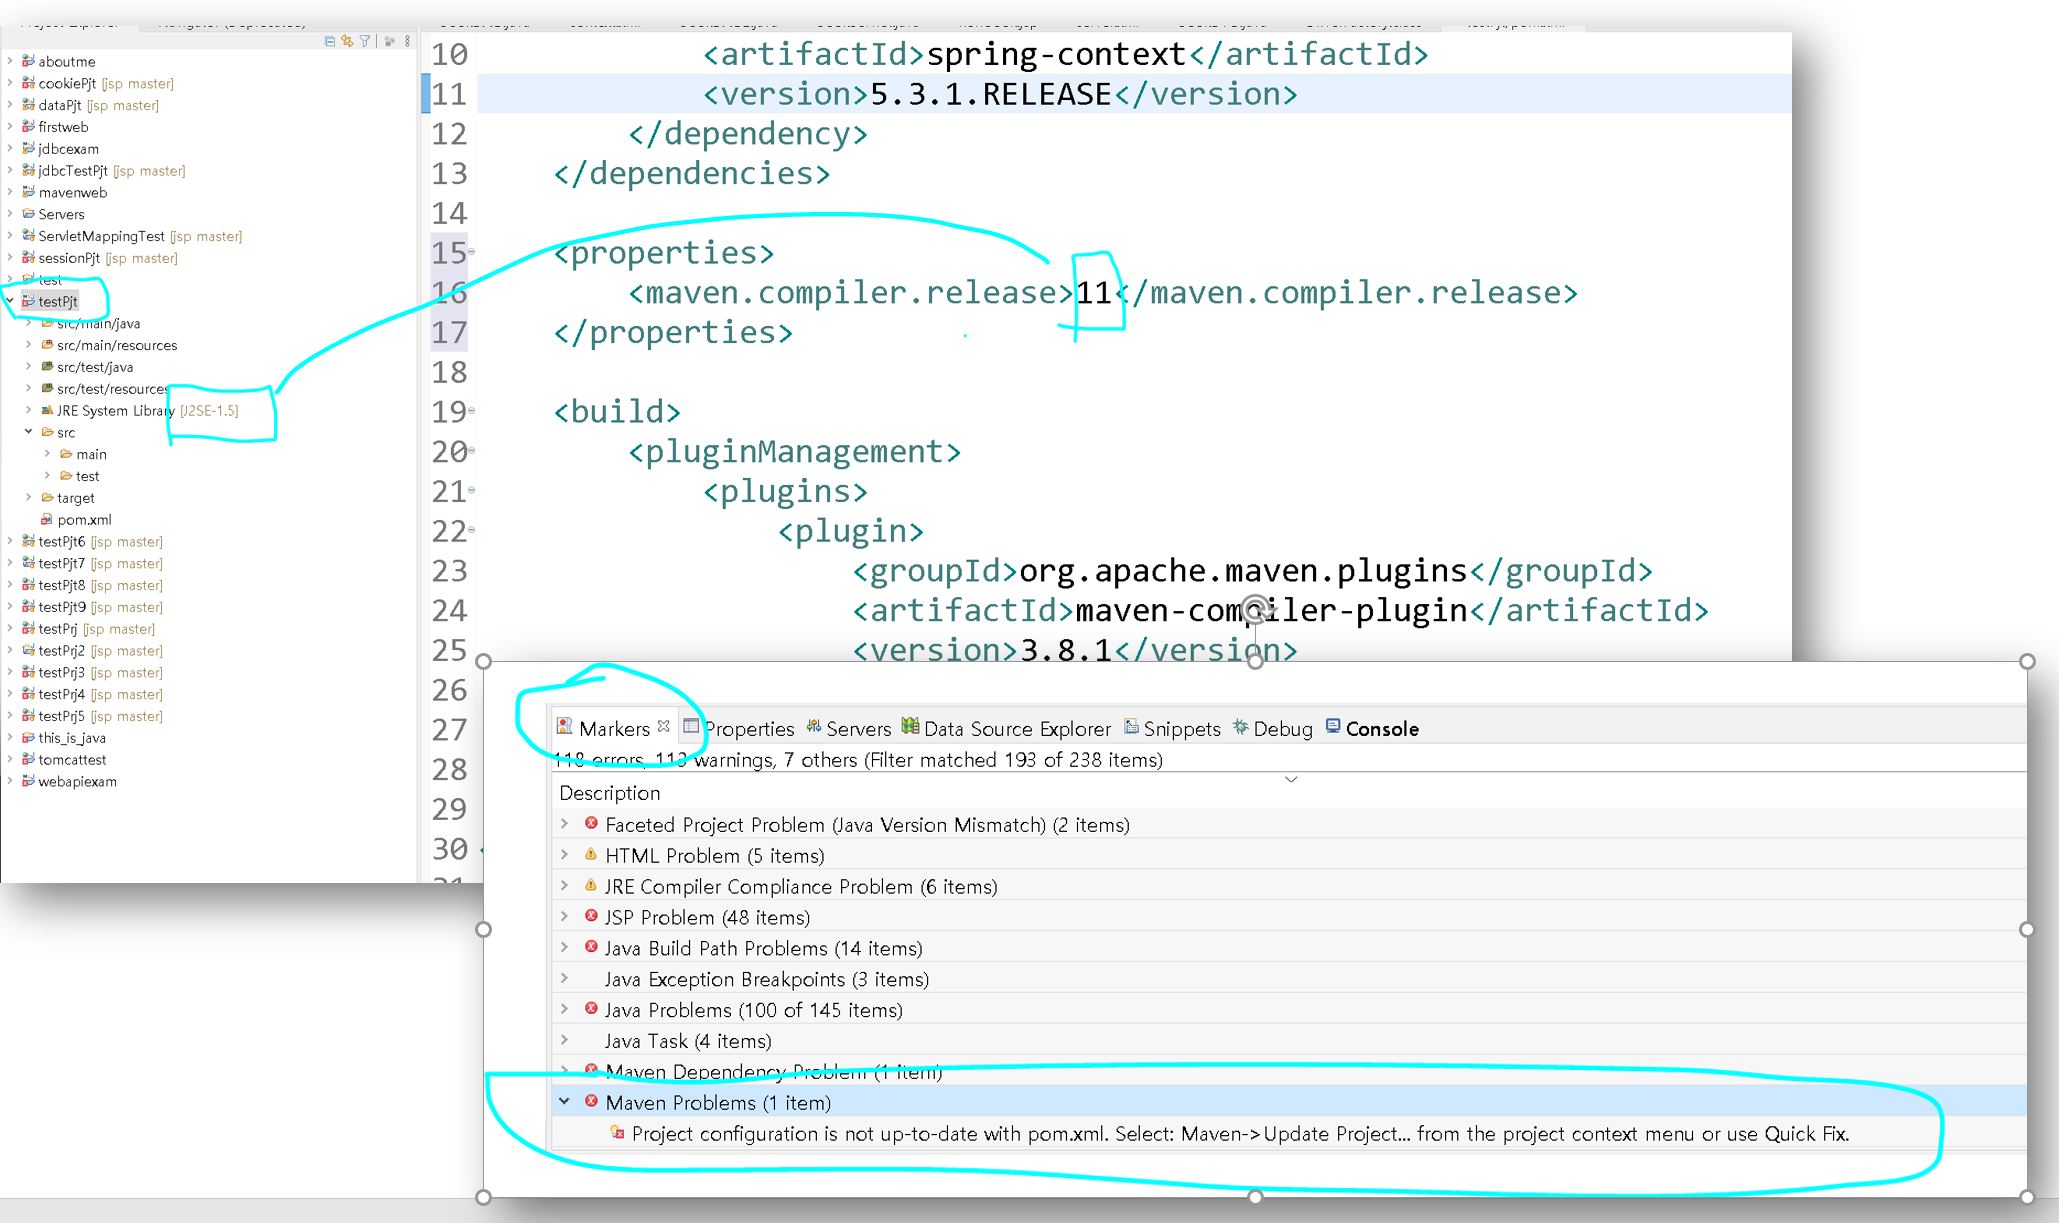 aboutme
cookiePjt [jsp master]
dataPjt [jsp master]
firstweb
jdbcexam
jdbcTestPjt [jsp master]
mavenweb
Servers
ServletMappingTest [jsp master]
sessionPjt [jsp master]
test
testPjt
src/main/java
src/main/resources
src/test/java
src/test/resources
JRE System Library [J2SE-1.5]
src
main
test
target
pom.xml
testPjt6 [jsp master]
testPjt7 [jsp master]
testPjt8 [jsp master]
testPjt9 [jsp master]
testPrj [jsp master]
testPrj2 [jsp master]
testPrj3 [jsp master]
testPrj4 [jsp master]
testPrj5 [jsp master]
this_is_java
tomcattest
webapiexam
10 <artifactId>spring-context</artifactId>
11 <version>5.3.1.RELEASE</version>
12 </dependency>
13 </dependencies>
14
15 <properties>
16 <maven.compiler.release>11</maven.compiler.release>
17 </properties>
18
19 <build>
20 <pluginManagement>
21 <plugins>
22 <plugin>
23 <groupId>org.apache.maven.plugins</groupId>
24 <artifactId>maven-compiler-plugin</artifactId>
25 <version>3.8.1</version>
26
27
28
29
30
Markers Properties Servers Data Source Explorer Snippets Debug Console
118 errors, 113 warnings, 7 others (Filter matched 193 of 238 items)
Description
Faceted Project Problem (Java Version Mismatch) (2 items)
HTML Problem (5 items)
JRE Compiler Compliance Problem (6 items)
JSP Problem (48 items)
Java Build Path Problems (14 items)
Java Exception Breakpoints (3 items)
Java Problems (100 of 145 items)
Java Task (4 items)
Maven Dependency Problem (1 item)
Maven Problems (1 item)
Project configuration is not up-to-date with pom.xml. Select: Maven->Update Project... from the project context menu or use Quick Fix.